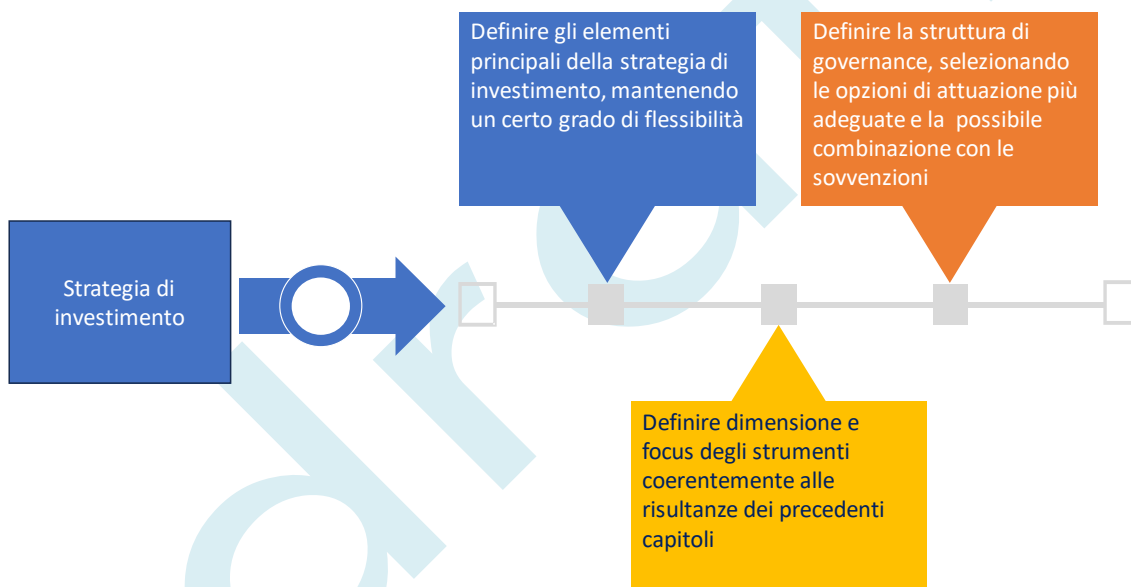 Definire gli elementi
principali della strategia di
investimento, mantenendo
un certo grado di flessibilità
Definire la struttura di
governance, selezionando
le opzioni di attuazione più
adeguate e la possibile
combinazione con le
sovvenzioni
Strategia di
investimento
Definire dimensione e
focus degli strumenti
coerentemente alle
risultanze dei precedenti
capitoli